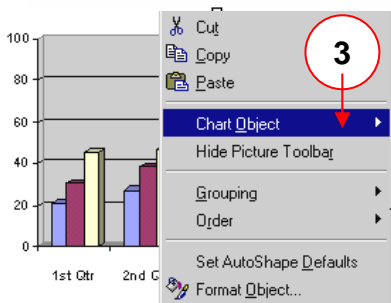 100
80
60
40
20
0
1st Qtr 2nd Q
Cut
Copy
Paste
3
Chart Object
Hide Picture Toolbar
Grouping
Order
Set AutoShape Defaults
Format Object...